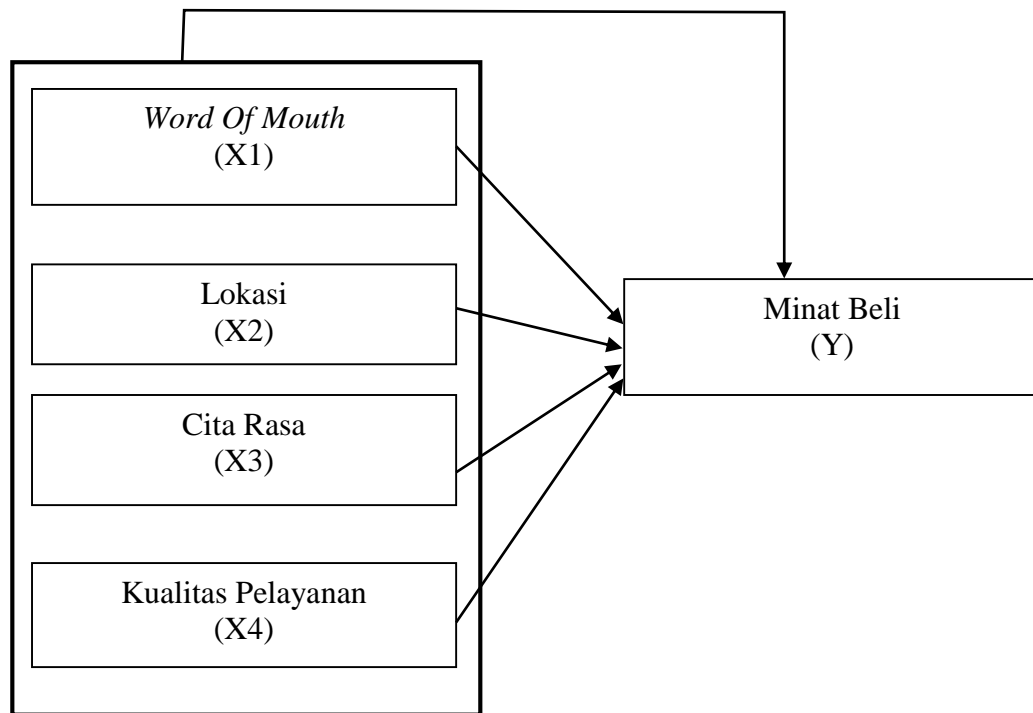 Word Of Mouth
(X1)
Lokasi
(X2)
Cita Rasa
(X3)
Kualitas Pelayanan
(X4)
Minat Beli
(Y)